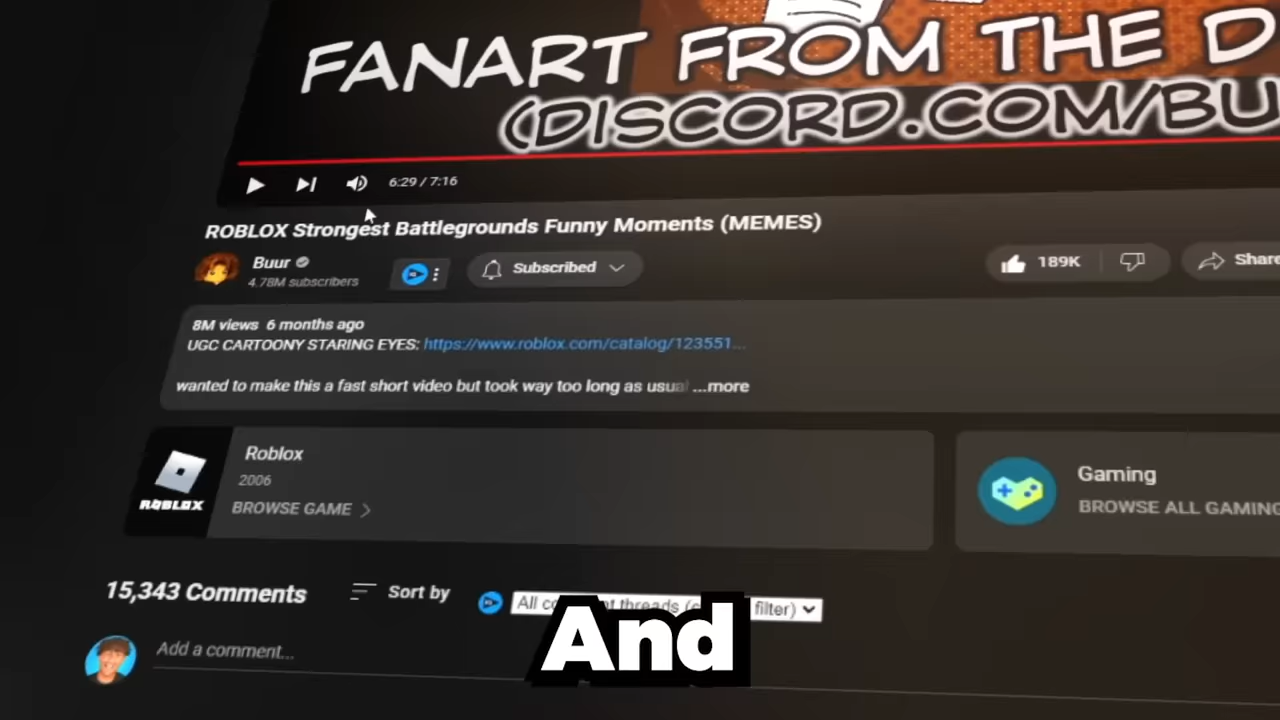 FANART FROM THE D
(DISCORD.COM/BU
6:29 / 7:16
ROBLOX Strongest Battlegrounds Funny Moments (MEMES)
Buur
4.78M subscribers
Subscribed
189K
Share
8M views 6 months ago
UGC CARTOONY STARING EYES: https://www.roblox.com/catalog/123551...
wanted to make this a fast short video but took way too long as usual ...more
ROBLOX
Roblox
2006
BROWSE GAME
Gaming
BROWSE ALL GAMING
15,343 Comments
Sort by
All threads filter)
And
Add a comment...